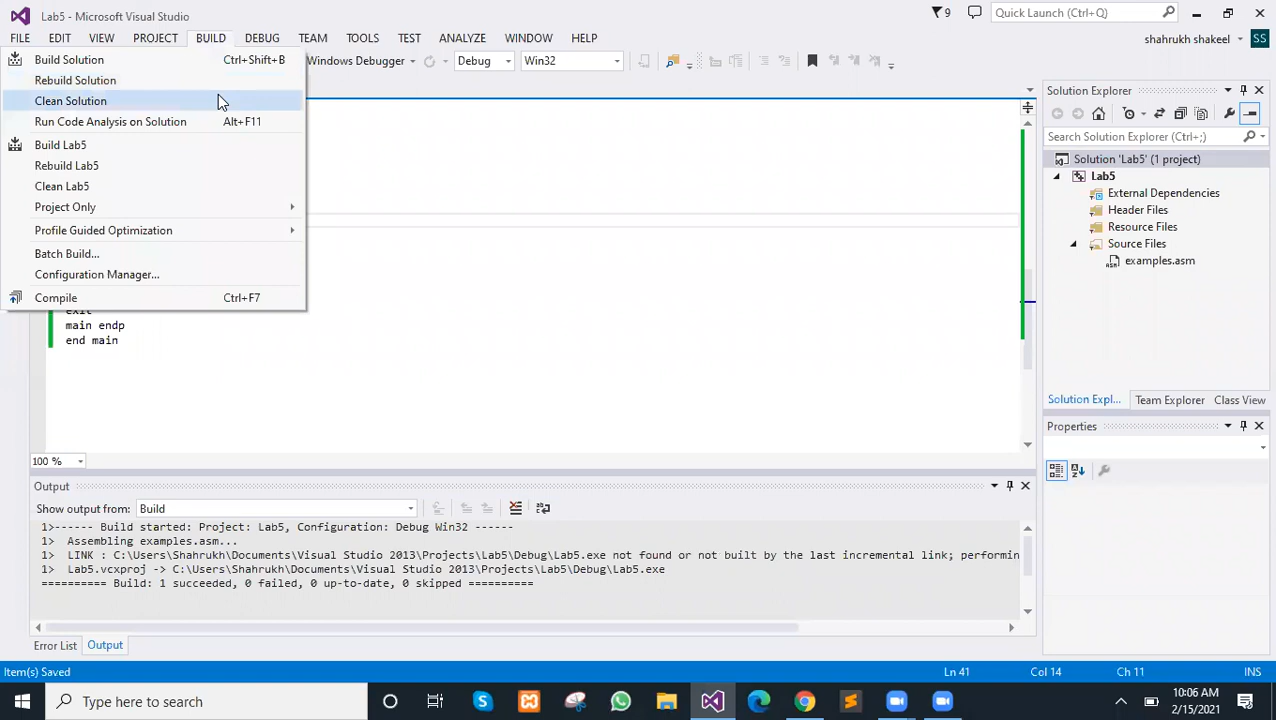 Lab5 - Microsoft Visual Studio
9
Quick Launch (Ctrl+Q)
FILE EDIT VIEW PROJECT BUILD DEBUG TEAM TOOLS TEST ANALYZE WINDOW HELP
shahrukh shakeel
SS
Build Solution Ctrl+Shift+B
Windows Debugger
Debug
Win32
Rebuild Solution
Clean Solution
Run Code Analysis on Solution Alt+F11
Build Lab5
Rebuild Lab5
Clean Lab5
Project Only
Profile Guided Optimization
Batch Build...
Configuration Manager...
Compile Ctrl+F7
exit
main endp
end main
100 %
Solution Explorer
Search Solution Explorer (Ctrl+;)
Solution 'Lab5' (1 project)
Lab5
External Dependencies
Header Files
Resource Files
Source Files
examples.asm
Solution Expl... Team Explorer Class View
Properties
Output
Show output from: Build
1>------ Build started: Project: Lab5, Configuration: Debug Win32 ------
1> Assembling examples.asm...
1> LINK : C:\Users\Shahrukh\Documents\Visual Studio 2013\Projects\Lab5\Debug\Lab5.exe not found or not built by the last incremental link; performin
1> Lab5.vcxproj -> C:\Users\Shahrukh\Documents\Visual Studio 2013\Projects\Lab5\Debug\Lab5.exe
========== Build: 1 succeeded, 0 failed, 0 up-to-date, 0 skipped ==========
Error List Output
Item(s) Saved
Ln 41 Col 14 Ch 11 INS
Type here to search
10:06 AM
2/15/2021